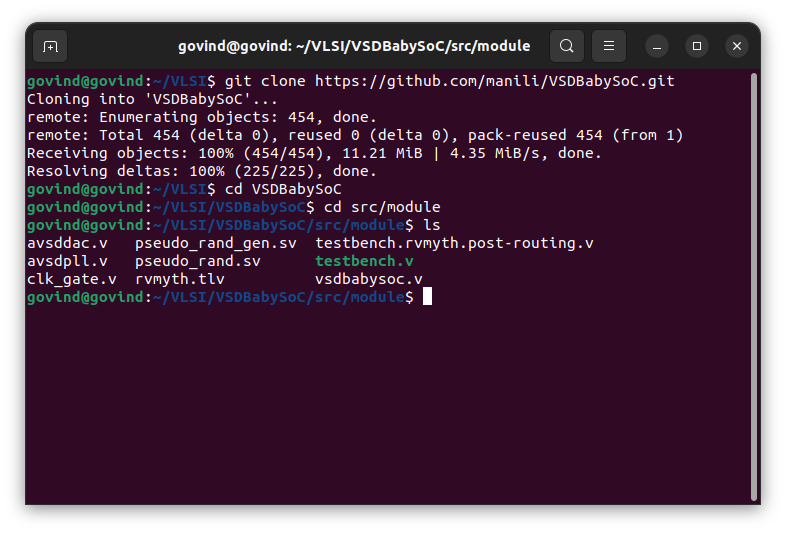 govind@govind: ~/VLSI/VSDBabySoC/src/module
govind@govind:~/VLSI$ git clone https://github.com/manili/VSDBabySoC.git
Cloning into 'VSDBabySoC'...
remote: Enumerating objects: 454, done.
remote: Total 454 (delta 0), reused 0 (delta 0), pack-reused 454 (from 1)
Receiving objects: 100% (454/454), 11.21 MiB | 4.35 MiB/s, done.
Resolving deltas: 100% (225/225), done.
govind@govind:~/VLSI$ cd VSDBabySoC
govind@govind:~/VLSI/VSDBabySoC$ cd src/module
govind@govind:~/VLSI/VSDBabySoC/src/module$ ls
avsddac.v   pseudo_rand_gen.sv  testbench.rvmyth.post-routing.v
avsdpll.v   pseudo_rand.sv      testbench.v
clk_gate.v  rvmyth.tlv          vsdbabysoc.v
govind@govind:~/VLSI/VSDBabySoC/src/module$